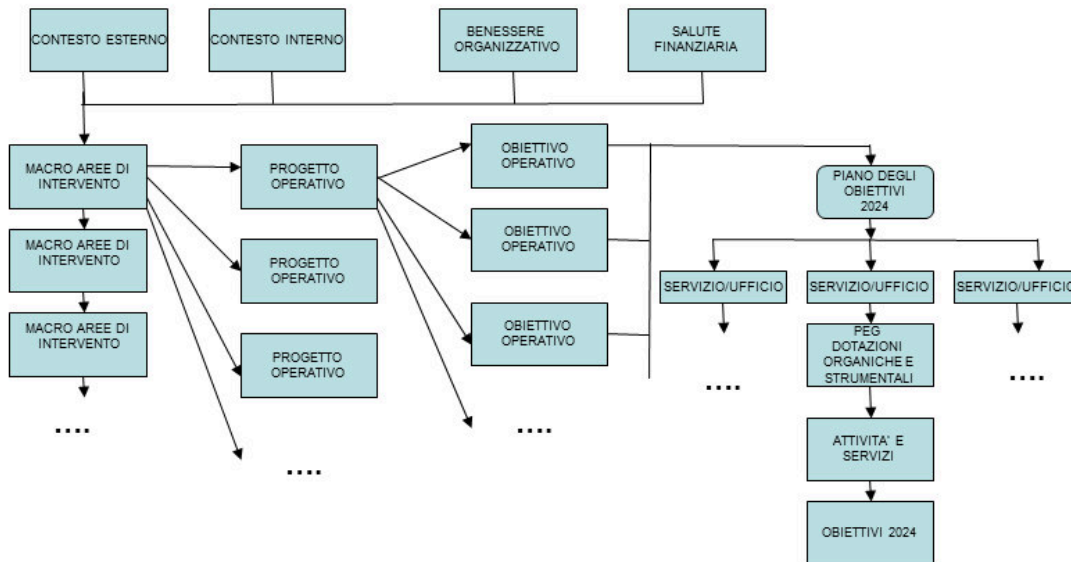 CONTESTO ESTERNO
CONTESTO INTERNO
BENESSERE
ORGANIZZATIVO
SALUTE
FINANZIARIA
MACRO AREE DI
INTERVENTO
PROGETTO
OPERATIVO
OBIETTIVO
OPERATIVO
PIANO DEGLI
OBIETTIVI
2024
MACRO AREE DI
INTERVENTO
PROGETTO
OPERATIVO
OBIETTIVO
OPERATIVO
SERVIZIO/UFFICIO
SERVIZIO/UFFICIO
SERVIZIO/UFFICIO
MACRO AREE DI
INTERVENTO
PROGETTO
OPERATIVO
OBIETTIVO
OPERATIVO
PEG
DOTAZIONI
ORGANICHE E
STRUMENTALI
....
....
....
....
....
ATTIVITA' E
SERVIZI
OBIETTIVI 2024